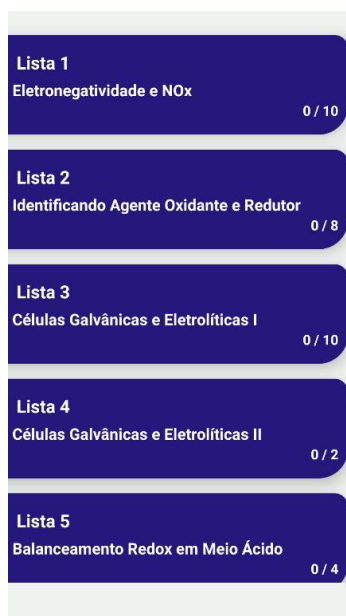 Lista 1
Eletronegatividade e NOx
0 / 10
Lista 2
Identificando Agente Oxidante e Redutor
0 / 8
Lista 3
Células Galvânicas e Eletrolíticas I
0 / 10
Lista 4
Células Galvânicas e Eletrolíticas II
0 / 2
Lista 5
Balanceamento Redox em Meio Ácido
0 / 4